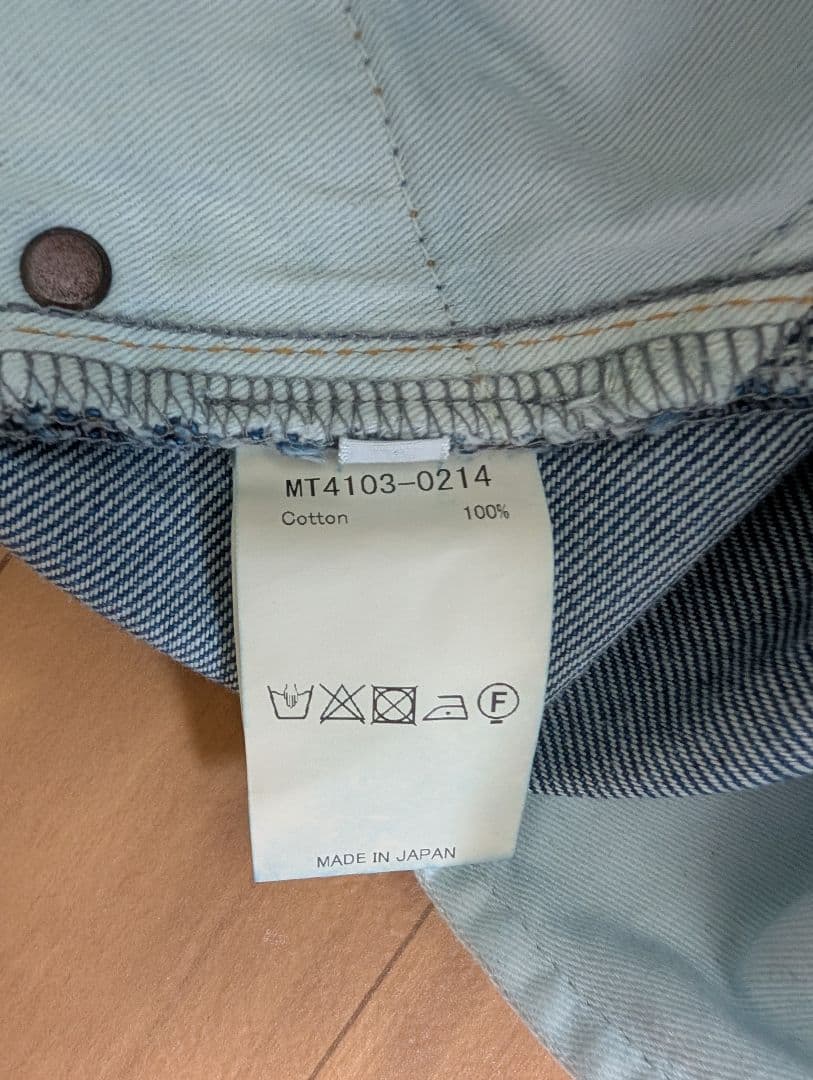 MT4103-0214
Cotton 100%
F
MADE IN JAPAN